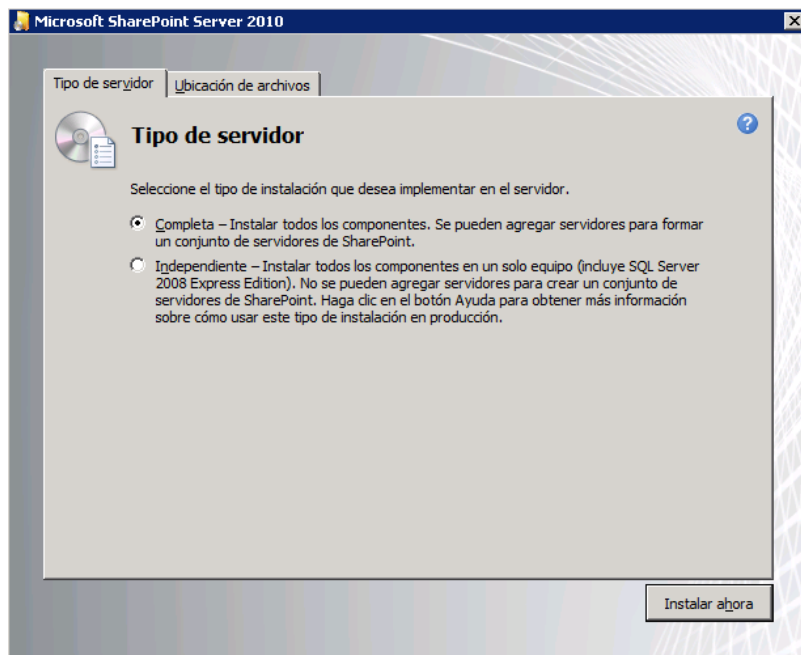 Microsoft SharePoint Server 2010
Tipo de servidor
Ubicación de archivos
Tipo de servidor
Seleccione el tipo de instalación que desea implementar en el servidor.
Completa – Instalar todos los componentes. Se pueden agregar servidores para formar
un conjunto de servidores de SharePoint.
Independiente – Instalar todos los componentes en un solo equipo (incluye SQL Server
2008 Express Edition). No se pueden agregar servidores para crear un conjunto de
servidores de SharePoint. Haga clic en el botón Ayuda para obtener más información
sobre cómo usar este tipo de instalación en producción.
Instalar ahora